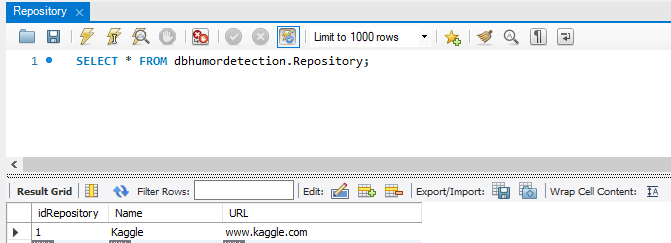 Repository
Limit to 1000 rows
1 SELECT * FROM dbhumordetection.Repository;
Result Grid Filter Rows: Edit: Export/Import: Wrap Cell Content:
idRepository Name URL
1 Kaggle www.kaggle.com